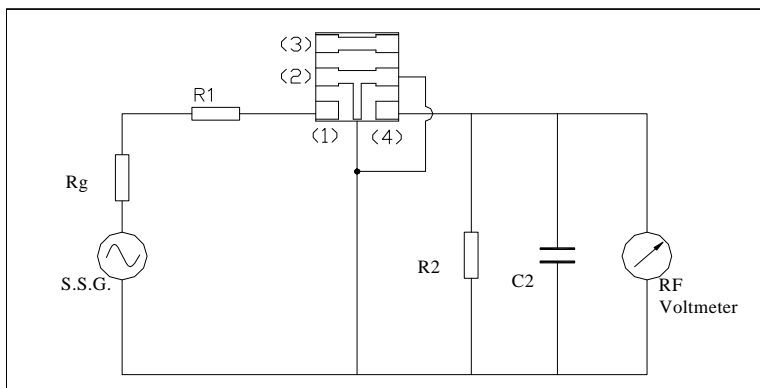 (3)
(2)
R1
(1)
(4)
Rg
S.S.G.
R2
C2
RF
Voltmeter